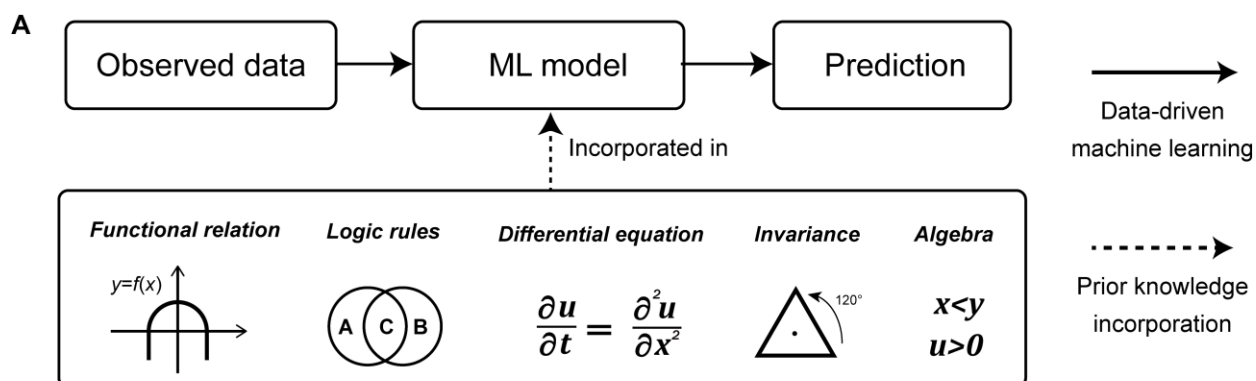 A
Observed data
ML model
Prediction
Data-driven
machine learning
Incorporated in
Functional relation
Logic rules
Differential equation
Invariance
Algebra
y=f(x)
A C B
∂u/∂t = ∂²u/∂x²
120°
x<y
u>0
Prior knowledge
incorporation